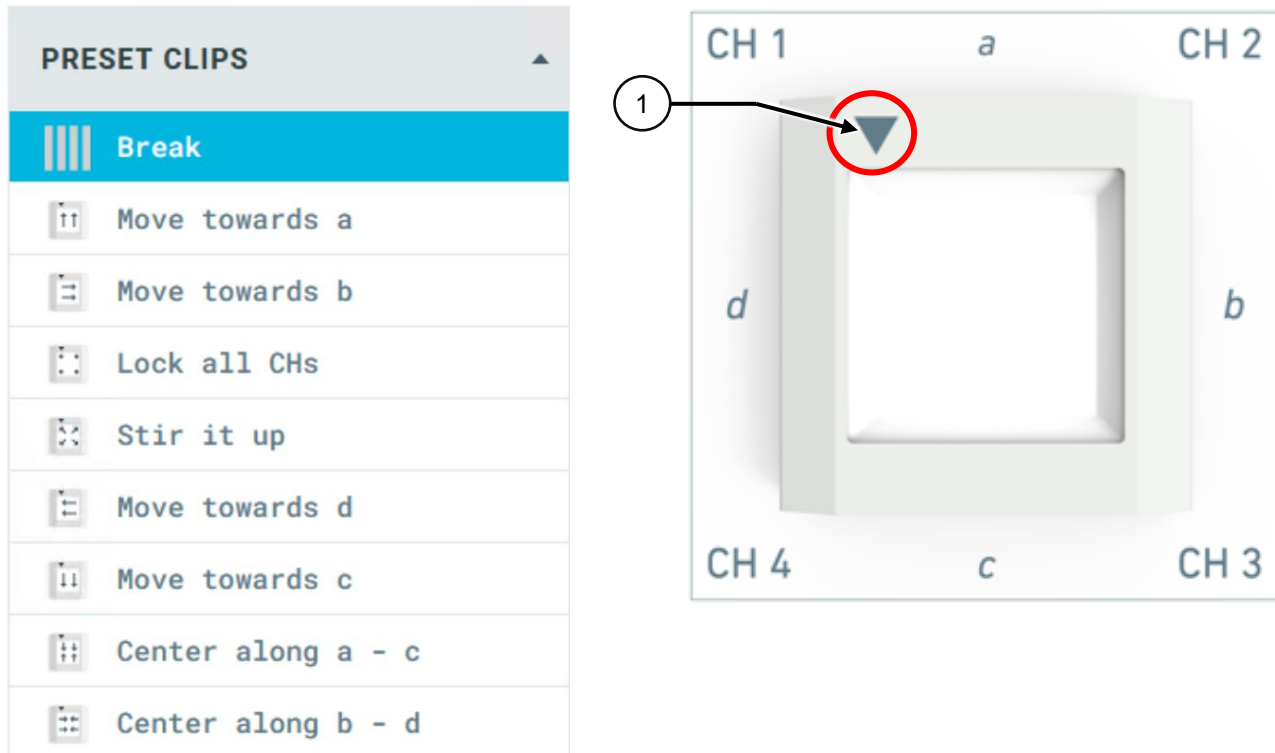 PRESET CLIPS
Break
Move towards a
Move towards b
Lock all CHs
Stir it up
Move towards d
Move towards c
Center along a - c
Center along b - d
1
CH 1 a CH 2
d b
CH 4 c CH 3